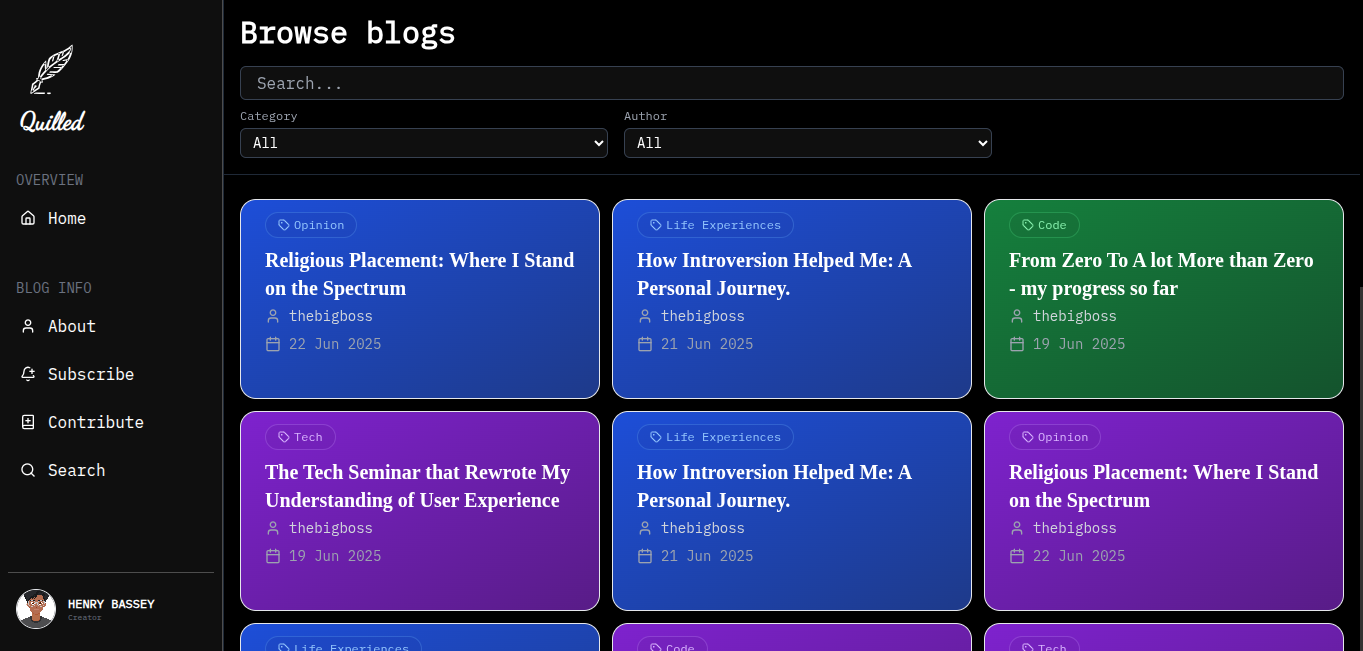 Quilled
OVERVIEW
Home
BLOG INFO
About
Subscribe
Contribute
Search
HENRY BASSEY
Creator
Browse blogs
Search...
Category
Author
All
All
Opinion
Religious Placement: Where I Stand
on the Spectrum
thebigboss
22 Jun 2025
Life Experiences
How Introversion Helped Me: A
Personal Journey.
thebigboss
21 Jun 2025
Code
From Zero To A lot More than Zero
- my progress so far
thebigboss
19 Jun 2025
Tech
The Tech Seminar that Rewrote My
Understanding of User Experience
thebigboss
19 Jun 2025
Life Experiences
How Introversion Helped Me: A
Personal Journey.
thebigboss
21 Jun 2025
Opinion
Religious Placement: Where I Stand
on the Spectrum
thebigboss
22 Jun 2025
Life Experiences
Code
Tech